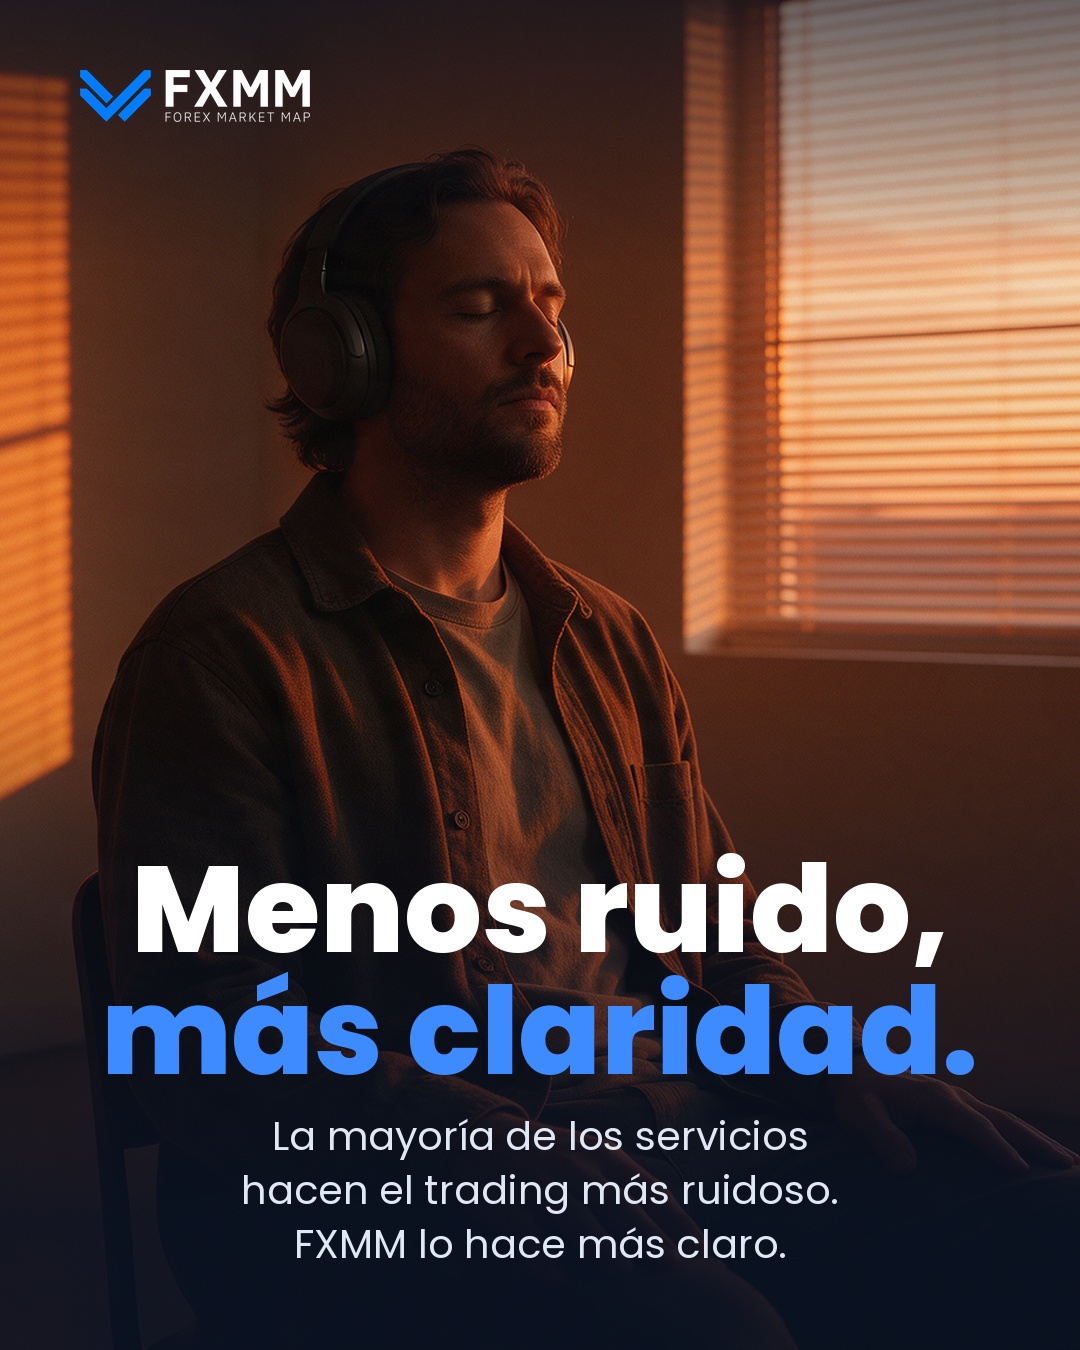 FXMM
FOREX MARKET MAP
Menos ruido,
más claridad.
La mayoría de los servicios
hacen el trading más ruidoso.
FXMM lo hace más claro.